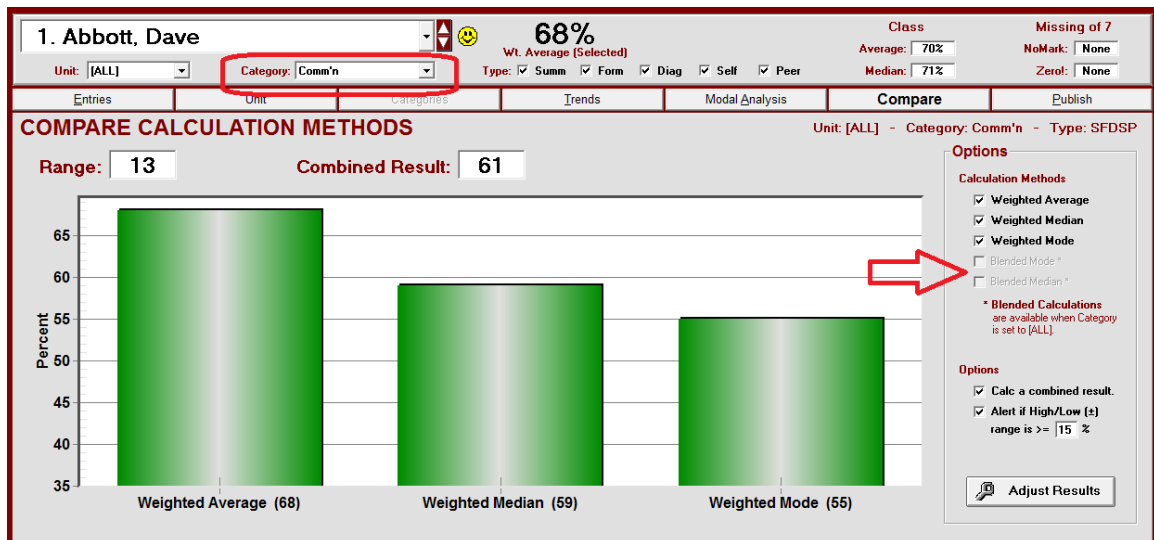 1. Abbott, Dave
68%
Wt. Average (Selected)
Class
Missing of 7
Average: 70%
NoMark: None
Unit: [ALL]
Category: Comm'n
Type: Summ Form Diag Self Peer
Median: 71%
Zero!: None
Entries
Unit
Categories
Trends
Modal Analysis
Compare
Publish
COMPARE CALCULATION METHODS
Unit: [ALL] - Category: Comm'n - Type: SFDSP
Range: 13
Combined Result: 61
Percent
65
60
55
50
45
40
35
Weighted Average (68)
Weighted Median (59)
Weighted Mode (55)
Options
Calculation Methods
Weighted Average
Weighted Median
Weighted Mode
Blended Mode *
Blended Median *
* Blended Calculations
are available when Category
is set to [ALL].
Options
Calc a combined result.
Alert if High/Low (±)
range is >= 15 %
Adjust Results